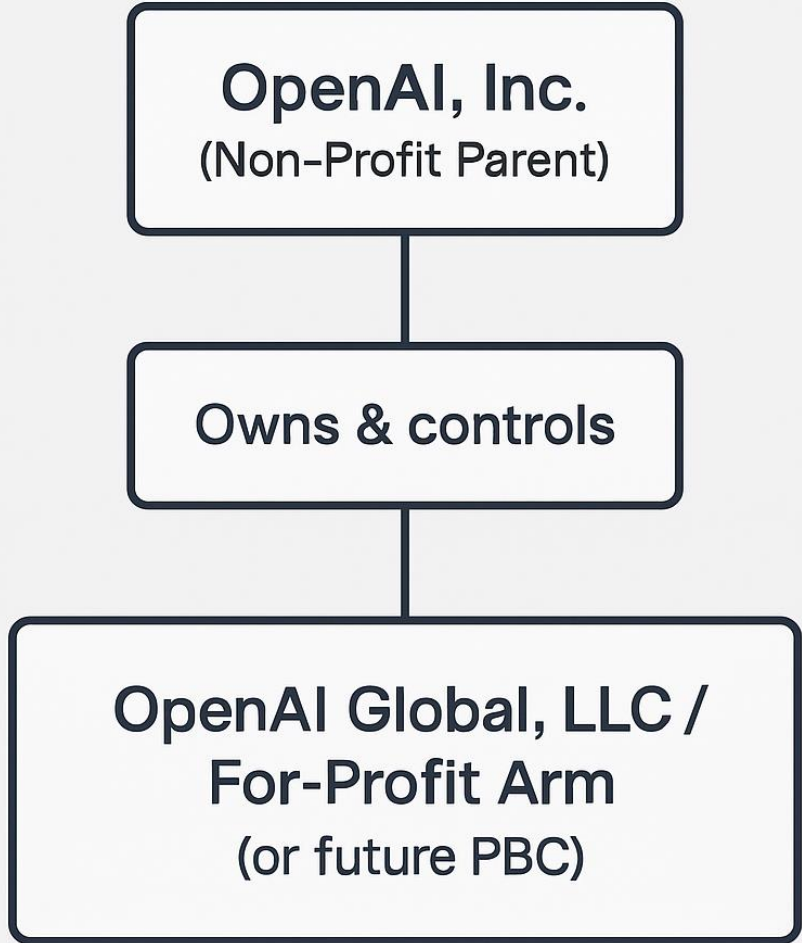 OpenAI, Inc.
(Non-Profit Parent)
Owns & controls
OpenAI Global, LLC /
For-Profit Arm
(or future PBC)